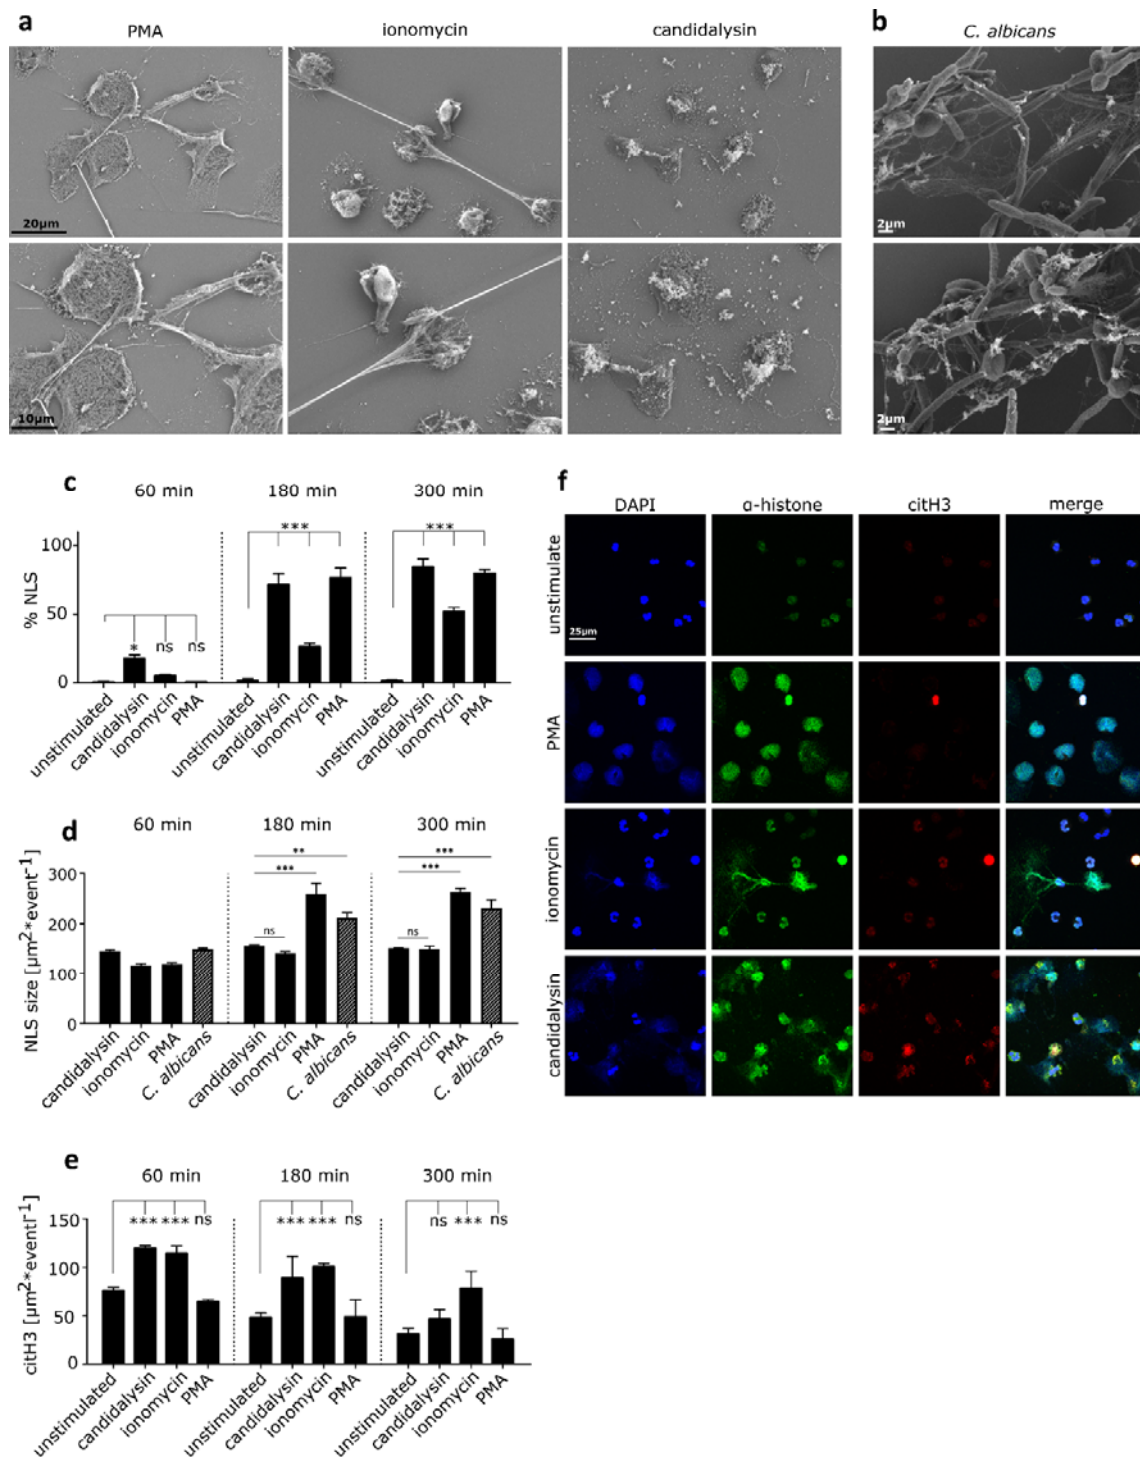 a
PMA
ionomycin
candidalysin
b
C. albicans
20µm
2µm
10µm
2µm
c
60 min
180 min
300 min
% NLS
100
50
0
*
ns
ns
***
***
unstimulated
candidalysin
ionomycin
PMA
unstimulated
candidalysin
ionomycin
PMA
unstimulated
candidalysin
ionomycin
PMA
d
60 min
180 min
300 min
NLS size [µm²*event⁻¹]
300
200
100
0
ns
***
**
ns
***
***
candidalysin
ionomycin
PMA
C. albicans
candidalysin
ionomycin
PMA
C. albicans
candidalysin
ionomycin
PMA
C. albicans
e
60 min
180 min
300 min
citH3 [µm²*eventl⁻¹]
150
100
50
0
***
***
ns
***
***
ns
ns
***
ns
unstimulated
candidalysin
ionomycin
PMA
unstimulated
candidalysin
ionomycin
PMA
unstimulated
candidalysin
ionomycin
PMA
f
DAPI
α-histone
citH3
merge
unstimulate
25µm
PMA
ionomycin
candidalysin